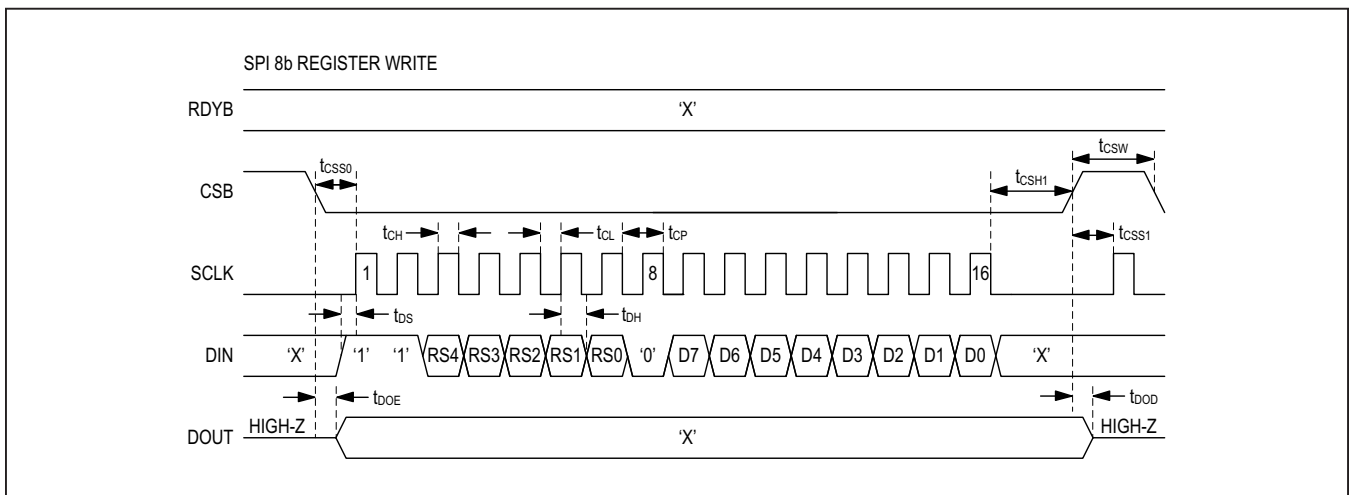 SPI 8b REGISTER WRITE
RDYB ‘X’
tCSS0 tCSW
CSB tCSH1
tCH tCL tCP tCSS1
SCLK 1 8 16
tDS tDH
DIN ‘X’ ‘1’ ‘1’ RS4 RS3 RS2 RS1 RS0 ‘0’ D7 D6 D5 D4 D3 D2 D1 D0 ‘X’
tDOE tDOD
DOUT HIGH-Z ‘X’ HIGH-Z